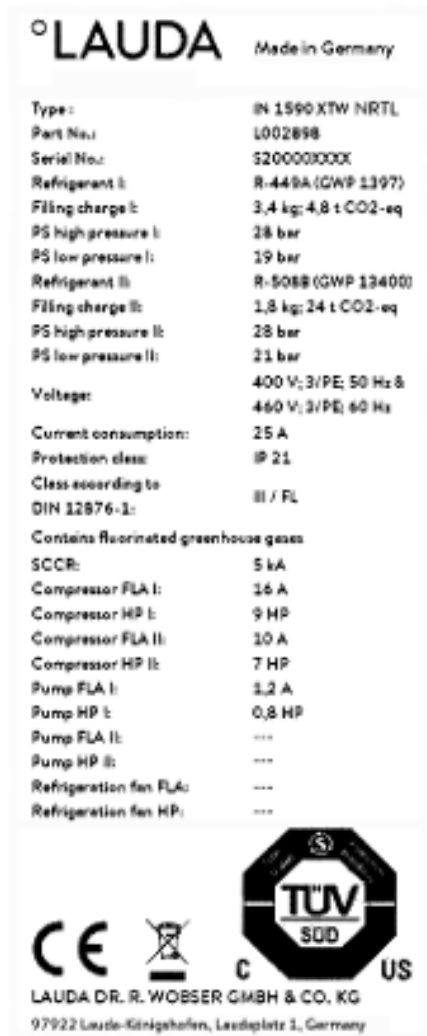 °LAUDA Made in Germany
Type: IN 1590 XTW NRTL
Part No.: L002898
Serial No.: S20000XXXX
Refrigerant I: R-449A (GWP 1397)
Filling charge I: 3,4 kg; 4,8 t CO2-eq
PS high pressure I: 28 bar
PS low pressure I: 19 bar
Refrigerant II: R-508B (GWP 13400)
Filling charge II: 1,8 kg; 24 t CO2-eq
PS high pressure II: 28 bar
PS low pressure II: 21 bar
Voltage: 400 V; 3/PE; 50 Hz &
460 V; 3/PE; 60 Hz
Current consumption: 25 A
Protection class: IP 21
Class according to
DIN 12876-1: III / FL
Contains fluorinated greenhouse gases
SCCR: 5 kA
Compressor FLA I: 16 A
Compressor HP I: 9 HP
Compressor FLA II: 10 A
Compressor HP II: 7 HP
Pump FLA I: 1,2 A
Pump HP I: 0,8 HP
Pump FLA II: ---
Pump HP II: ---
Refrigeration fan FLA: ---
Refrigeration fan HP: ---
TÜV
SÜD
CE
C US
LAUDA DR. R. WOBSER GMBH & CO. KG
97922 Lauda-Königshofen, Laudaplatz 1, Germany